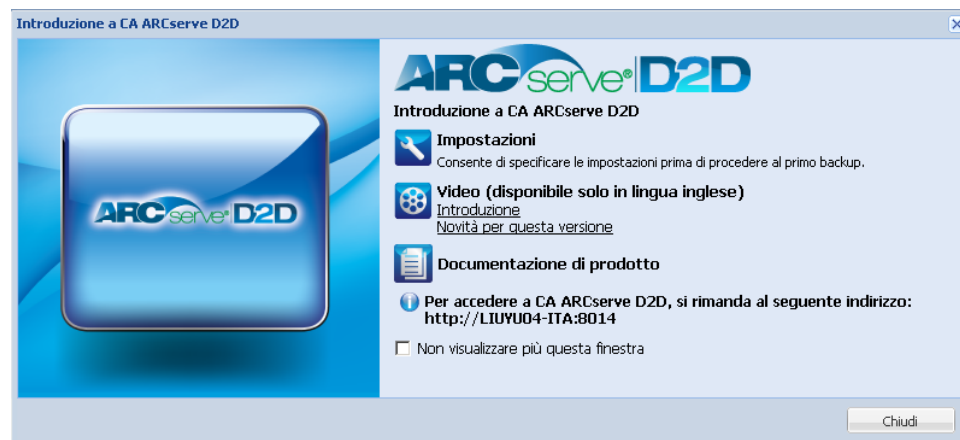 Introduzione a CA ARCserve D2D
ARCserve® D2D
ARCserve® D2D
Introduzione a CA ARCserve D2D
Impostazioni
Consente di specificare le impostazioni prima di procedere al primo backup.
Video (disponibile solo in lingua inglese)
Introduzione
Novità per questa versione
Documentazione di prodotto
Per accedere a CA ARCserve D2D, si rimanda al seguente indirizzo:
http://LIUYU04-ITA:8014
Non visualizzare più questa finestra
Chiudi